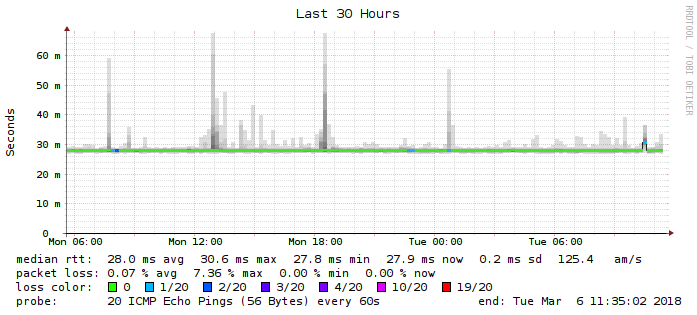 Last 30 Hours
RRDTOOL / TOBI OETIKER
Seconds
60 m
50 m
40 m
30 m
20 m
10 m
0
Mon 06:00 Mon 12:00 Mon 18:00 Tue 00:00 Tue 06:00
median rtt: 28.0 ms avg 30.6 ms max 27.8 ms min 27.9 ms now 0.2 ms sd 125.4 am/s
packet loss: 0.07 % avg 7.36 % max 0.00 % min 0.00 % now
loss color: 0 1/20 2/20 3/20 4/20 10/20 19/20
probe: 20 ICMP Echo Pings (56 Bytes) every 60s end: Tue Mar 6 11:35:02 2018